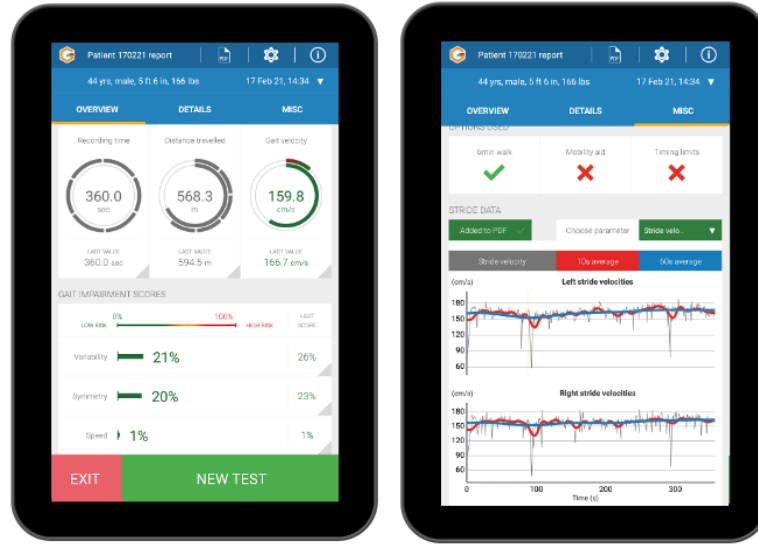 G Patient 170221 report PDF i
44 yrs, male, 5 ft 6 in, 166 lbs 17 Feb 21, 14:34 ▼
OVERVIEW DETAILS MISC
Recording time Distance travelled Gait velocity
360.0 568.3 159.8
sec m cm/s
LAST VALUE LAST VALUE LAST VALUE
360.0 sec 594.5 m 166.7 cm/s
GAIT IMPAIRMENT SCORES
0% 100% LAST
LOW RISK HIGH RISK SCORE
Variability 21% 26%
Symmetry 20% 23%
Speed 1% 1%
EXIT NEW TEST
G Patient 170221 report PDF i
44 yrs, male, 5 ft 6 in, 166 lbs 17 Feb 21, 14:34 ▼
OVERVIEW DETAILS MISC
OPTIONS USED
6min walk Mobility aid Timing limits
STRIDE DATA
Added to PDF Choose parameter Stride velo.. ▼
Stride velocity 10s average 60s average
(cm/s) Left stride velocities
180
150
120
90
60
(cm/s) Right stride velocities
180
150
120
90
60
0 100 200 300
Time (s)